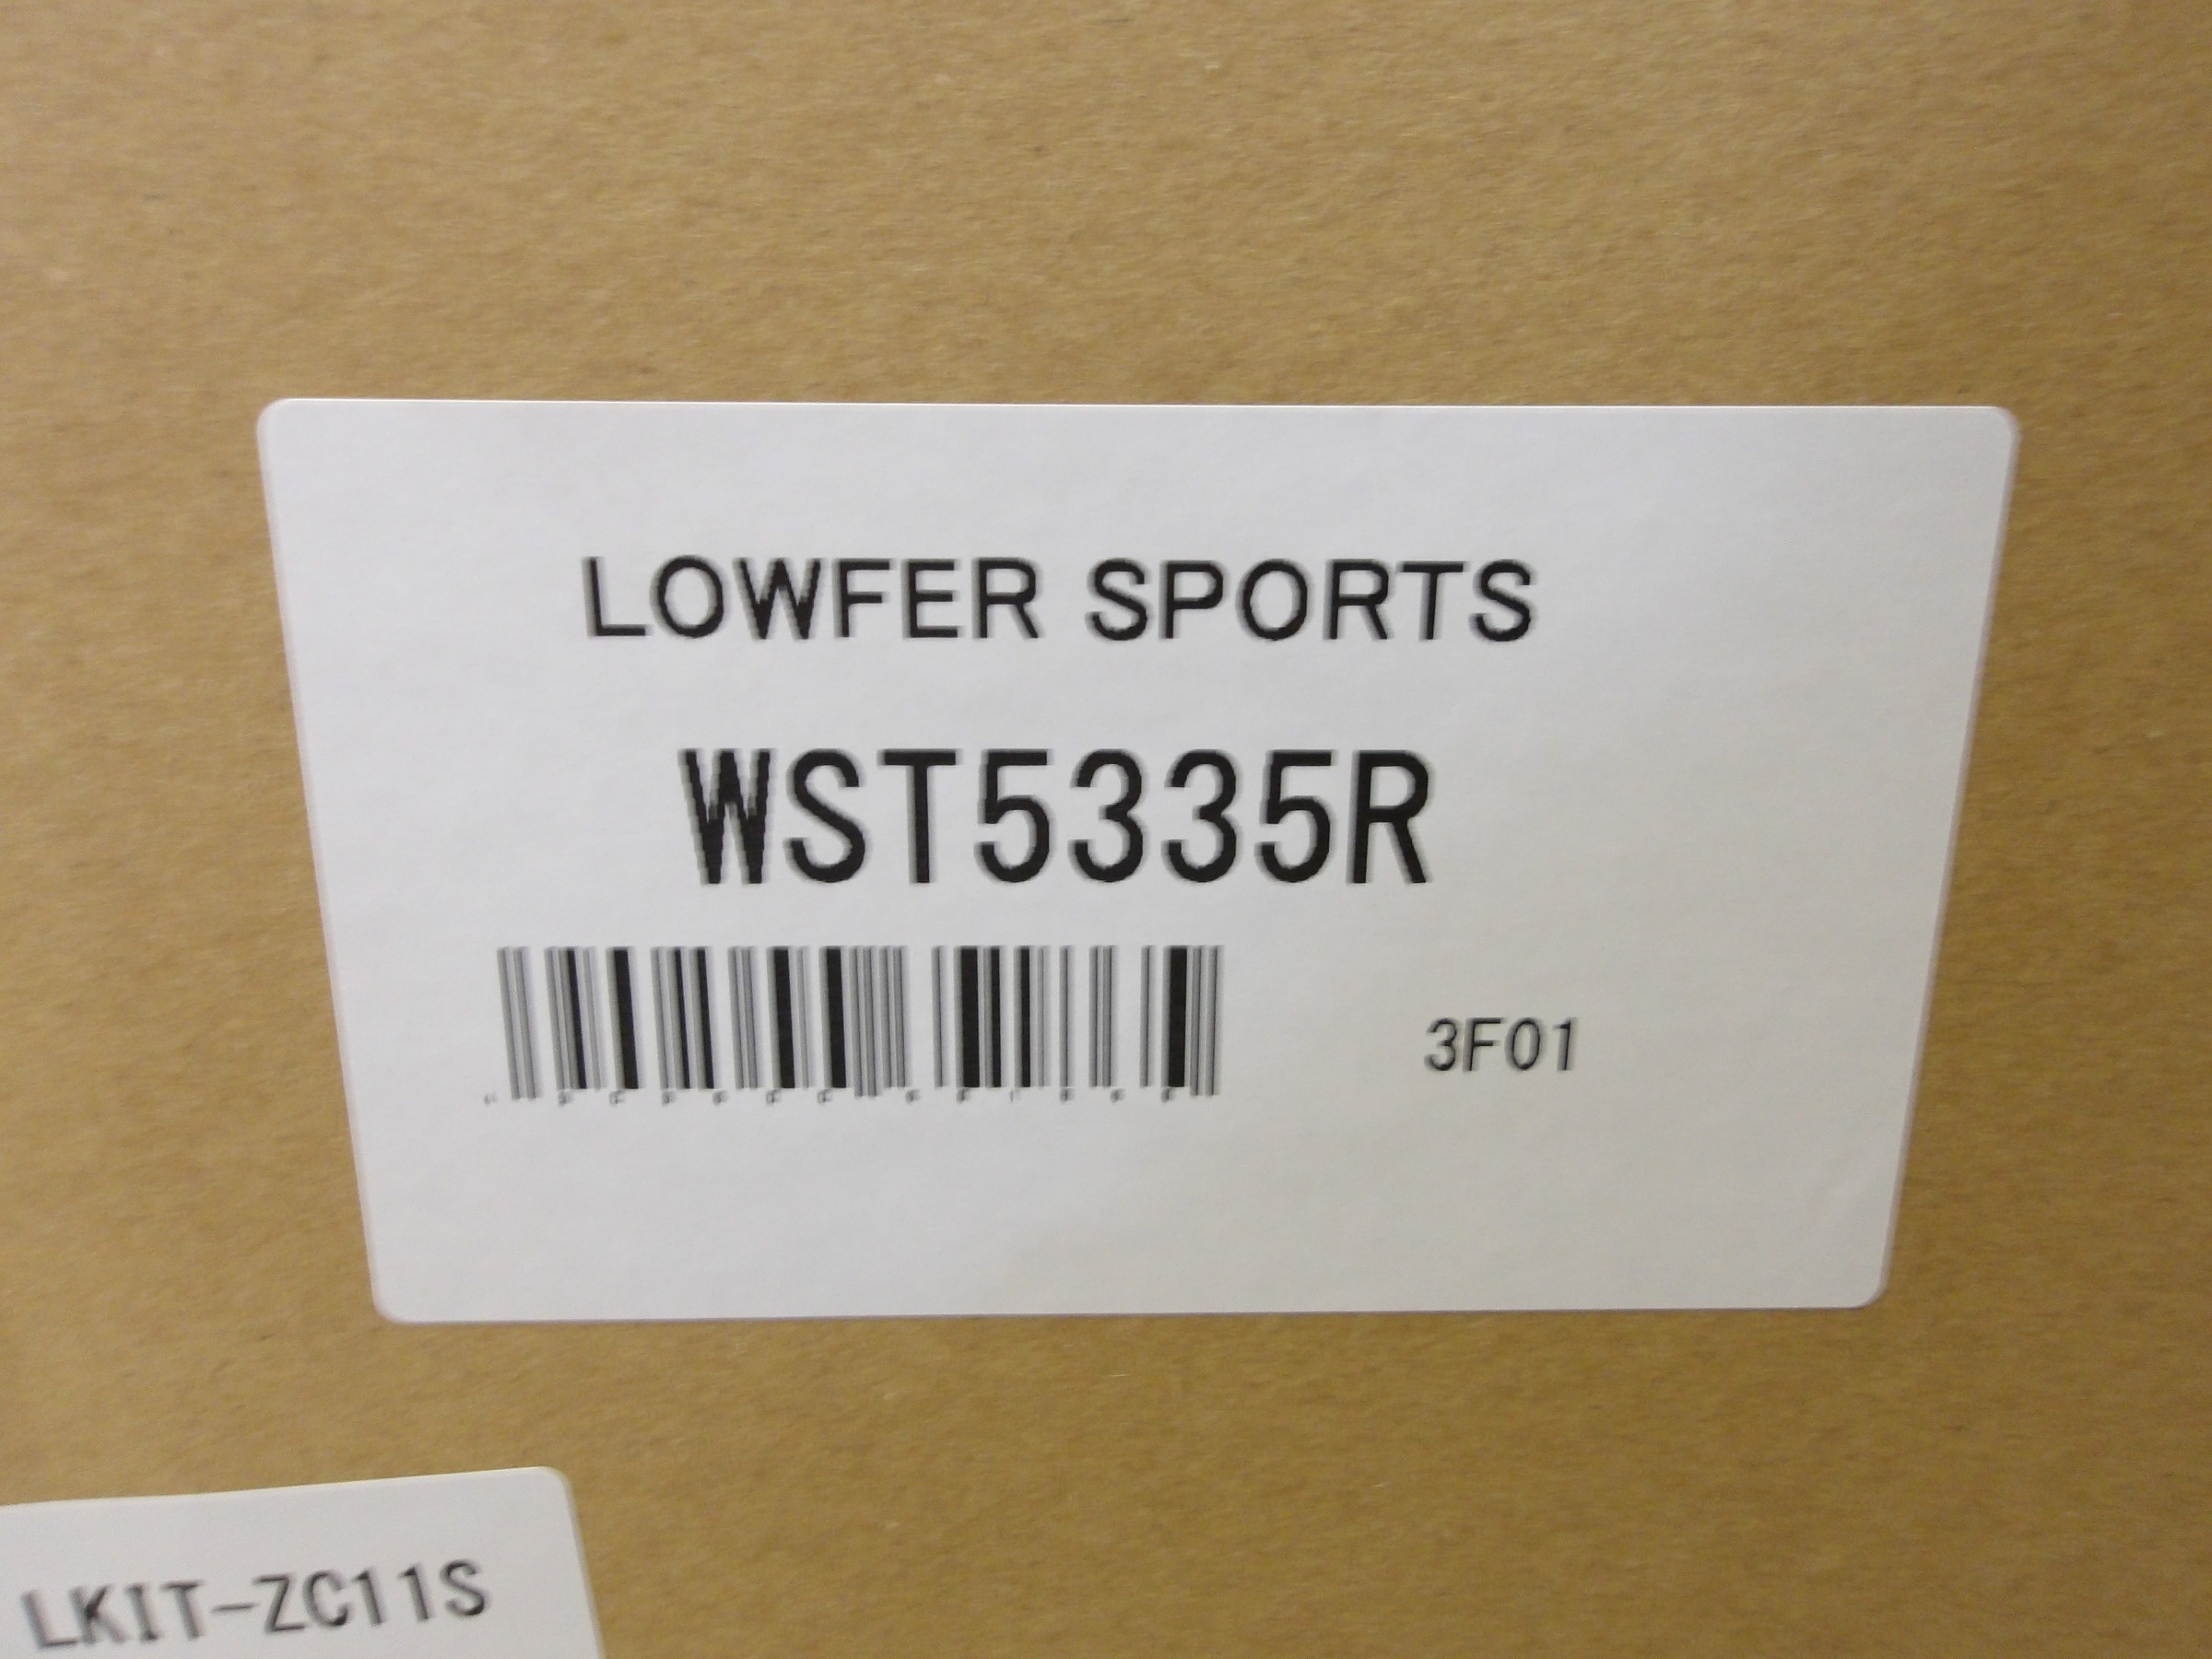 LOWFER SPORTS
WST5335R
3F01
LKIT-ZC11S